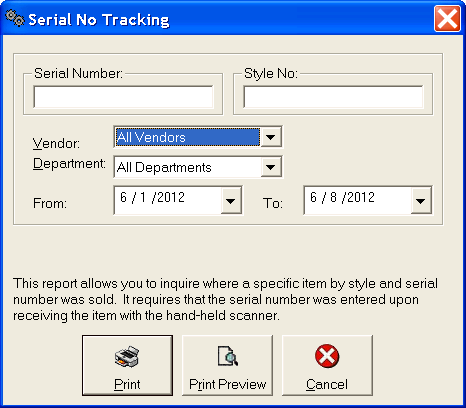 Serial No Tracking
Serial Number: Style No:
Vendor: All Vendors
Department: All Departments
From: 6 / 1 /2012 To: 6 / 8 /2012
This report allows you to inquire where a specific item by style and serial
number was sold. It requires that the serial number was entered upon
receiving the item with the hand-held scanner.
Print Print Preview Cancel